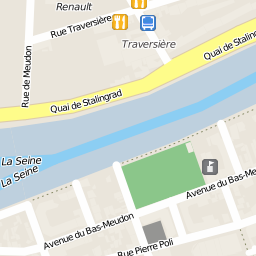 Renault
Rue Traversière
Traversière
Rue de Meudon
Quai de Stalingrad
Quai de Stalin
La Seine
La Seine
Avenue du Bas-Meudon
Avenue du Bas-Meudon
Rue Pierre Poli